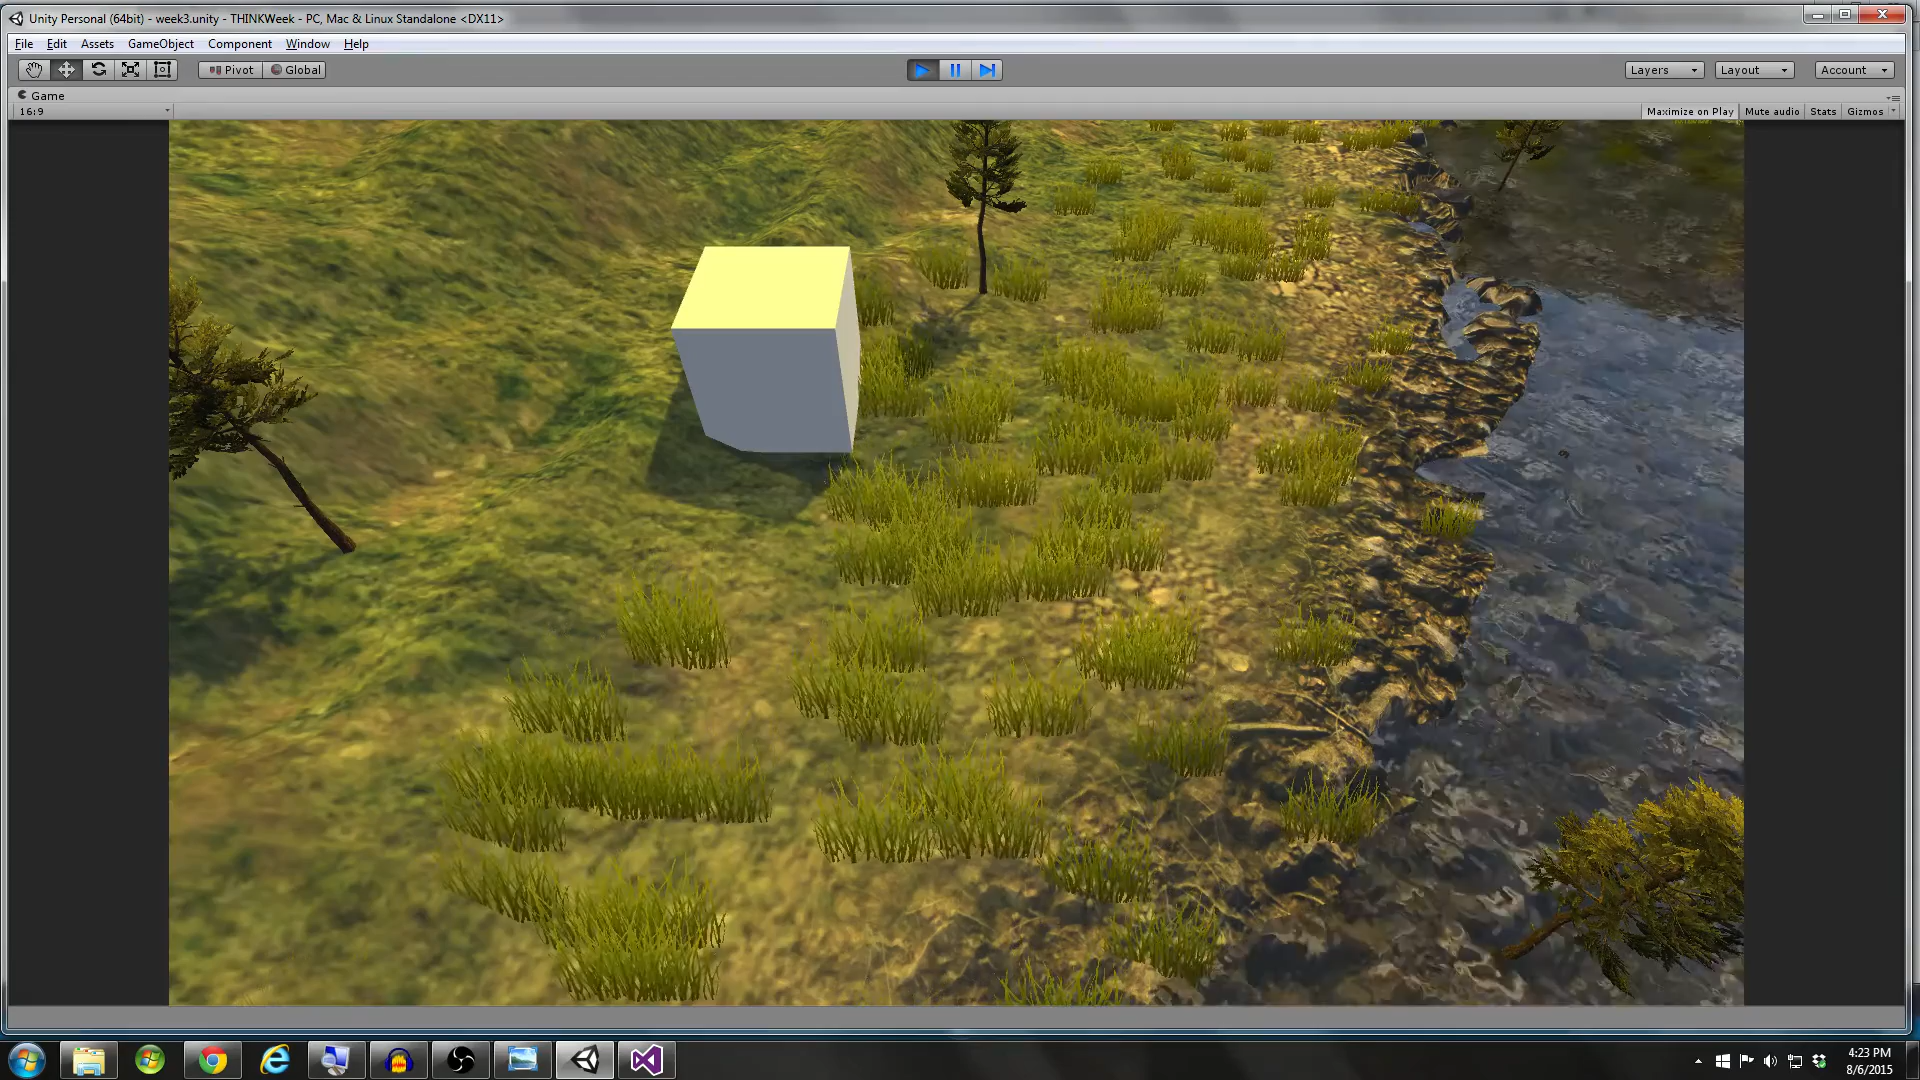 Unity Personal (64bit) - week3.unity - THINKWeek - PC, Mac & Linux Standalone <DX11>
File Edit Assets GameObject Component Window Help
Pivot Global Layers Layout Account
Game
16:9 Maximize on Play Mute audio Stats Gizmos
4:23 PM
8/6/2015